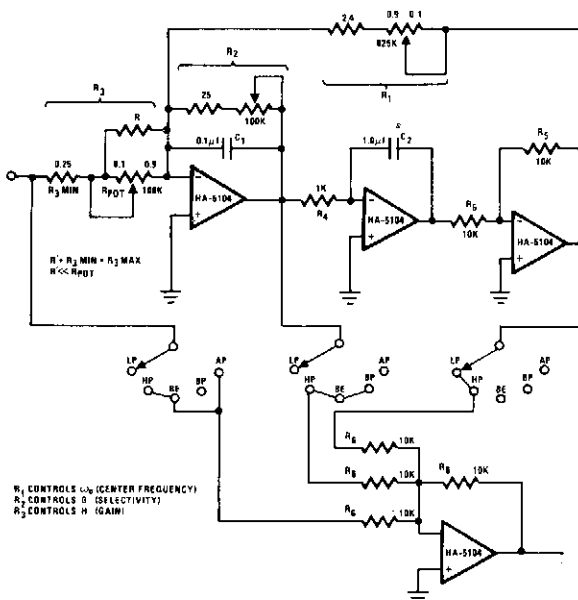 2.4 0.9 0.1
825K
R1
R2
R3
25
100K
R
0.1µf C1
0.25
R3 MIN
0.1 0.9
RPOT 100K
HA-5104
1K
R4
1.0µf C2
s
HA-5104
R5
10K
R6
10K
HA-5104
R + R3 MIN = R3 MAX
R << RPOT
LP
HP
BE
BP
AP
LP
HP
BE
BP
AP
LP
HP
BE
BP
AP
R6 10K
R6 10K
R6 10K
R6 10K
HA-5104
R1 CONTROLS ω0 (CENTER FREQUENCY)
R2 CONTROLS Q (SELECTIVITY)
R3 CONTROLS H (GAIN)